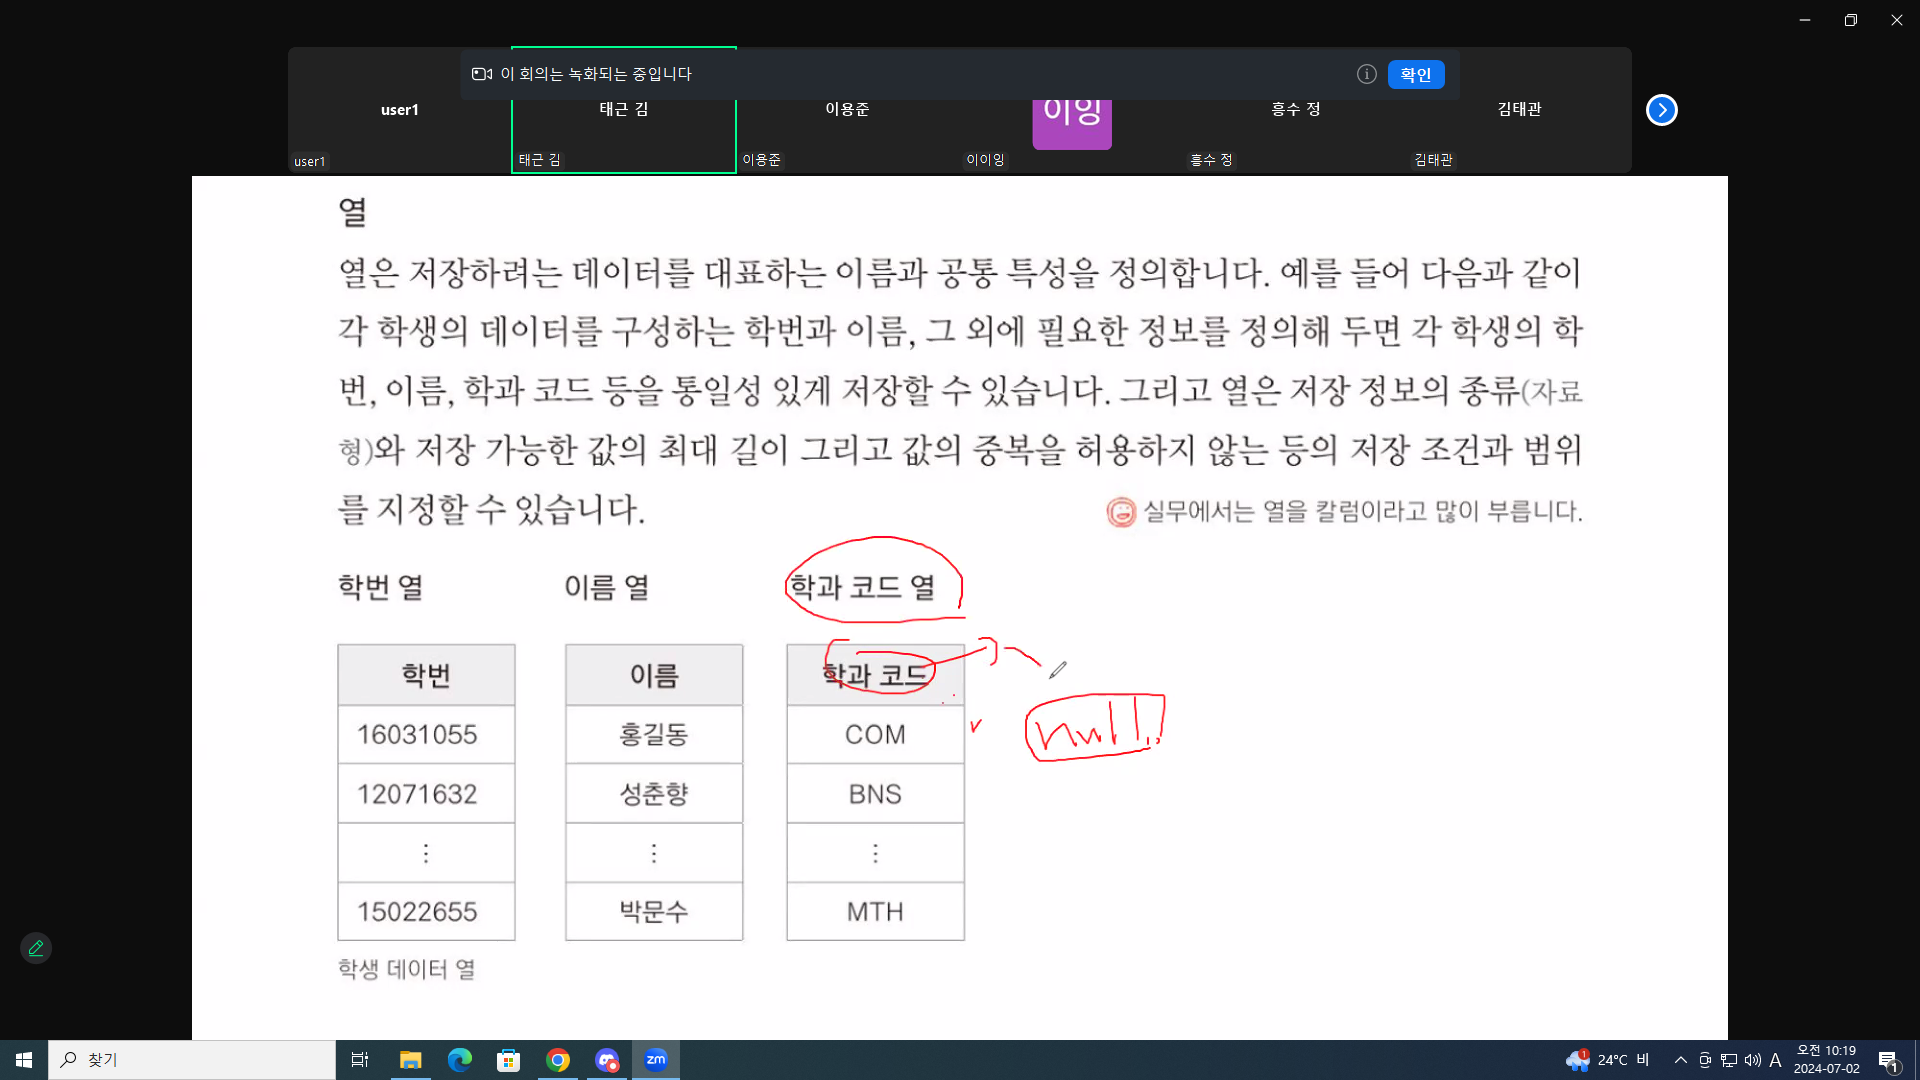 이 회의는 녹화되는 중입니다
확인
user1
태근 김
이용준
이잉
흥수 정
김태관
user1
태근 김
이용준
이이잉
흥수 정
김태관
열
열은 저장하려는 데이터를 대표하는 이름과 공통 특성을 정의합니다. 예를 들어 다음과 같이
각 학생의 데이터를 구성하는 학번과 이름, 그 외에 필요한 정보를 정의해 두면 각 학생의 학
번, 이름, 학과 코드 등을 통일성 있게 저장할 수 있습니다. 그리고 열은 저장 정보의 종류(자료
형)와 저장 가능한 값의 최대 길이 그리고 값의 중복을 허용하지 않는 등의 저장 조건과 범위
를 지정할 수 있습니다.
실무에서는 열을 칼럼이라고 많이 부릅니다.
학번 열 이름 열 학과 코드 열
학번 이름 학과 코드
16031055 홍길동 COM
null
12071632 성춘향 BNS
⋮ ⋮ ⋮
15022655 박문수 MTH
학생 데이터 열
찾기
zm
1
24°C 비
A
오전 10:19
2024-07-02
1